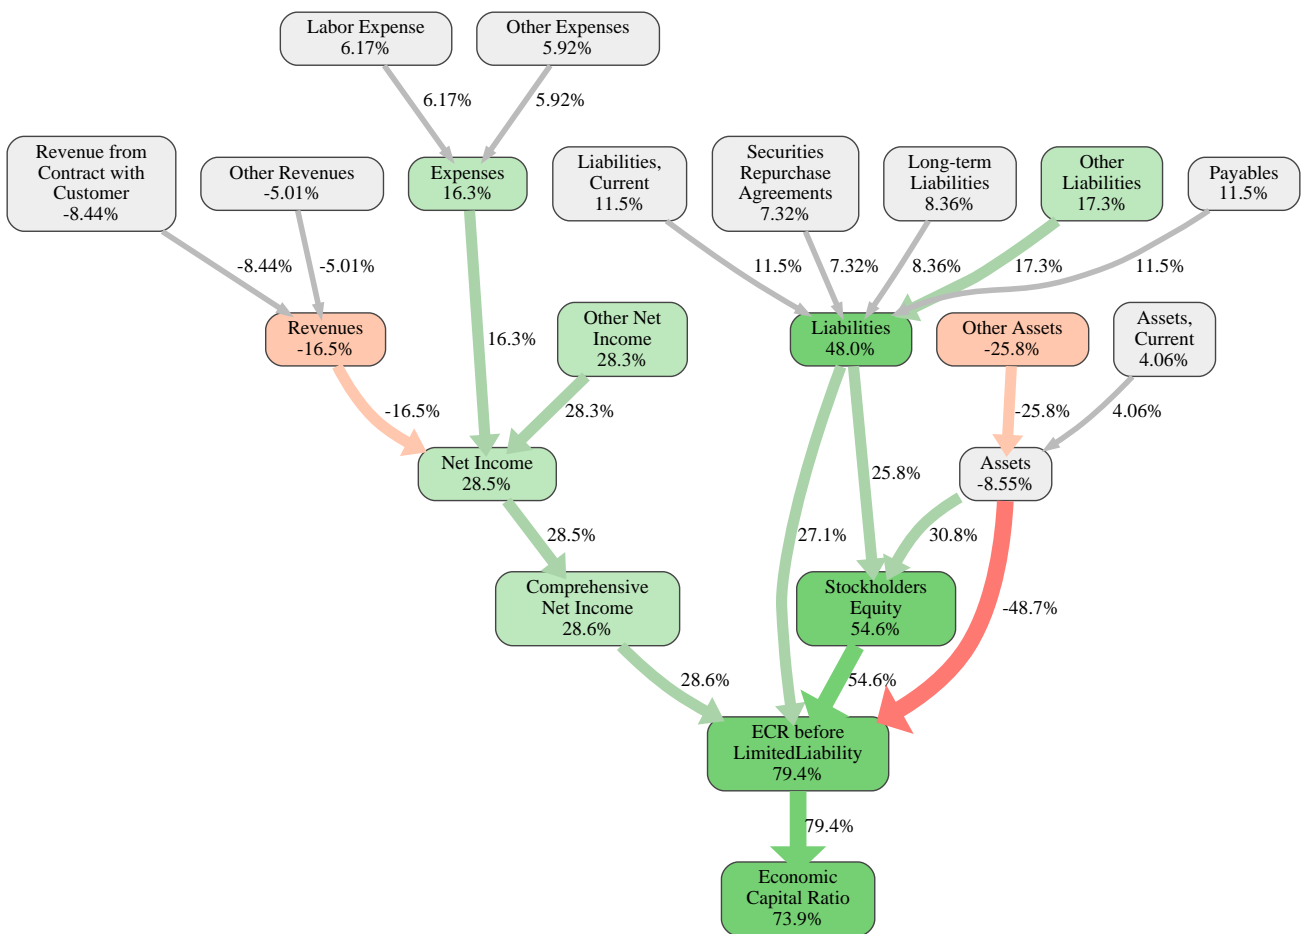 Labor Expense
6.17%
Other Expenses
5.92%
6.17%
5.92%
Revenue from
Contract with
Customer
-8.44%
Other Revenues
-5.01%
Expenses
16.3%
Liabilities,
Current
11.5%
Securities
Repurchase
Agreements
7.32%
Long-term
Liabilities
8.36%
Other
Liabilities
17.3%
Payables
11.5%
-8.44%
-5.01%
11.5%
7.32%
8.36%
17.3%
11.5%
Revenues
-16.5%
16.3%
Other Net
Income
28.3%
Liabilities
48.0%
Other Assets
-25.8%
Assets,
Current
4.06%
-16.5%
28.3%
-25.8%
4.06%
Net Income
28.5%
25.8%
Assets
-8.55%
28.5%
27.1%
30.8%
Comprehensive
Net Income
28.6%
Stockholders
Equity
54.6%
-48.7%
28.6%
54.6%
ECR before
LimitedLiability
79.4%
79.4%
Economic
Capital Ratio
73.9%